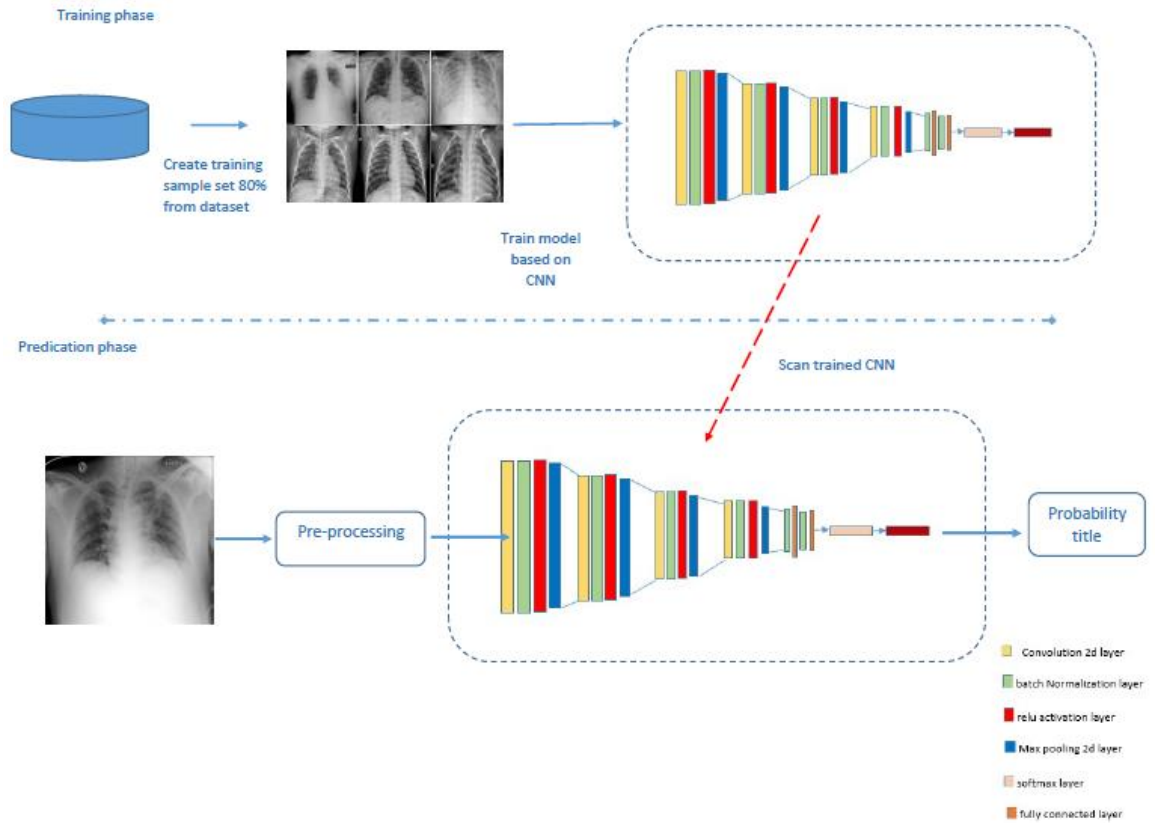 Training phase
Create training
sample set 80%
from dataset
Train model
based on
CNN
Predication phase
Scan trained CNN
Pre-processing
Probability
title
Convolution 2d layer
batch Normalization layer
relu activation layer
Max pooling 2d layer
softmax layer
fully connected layer